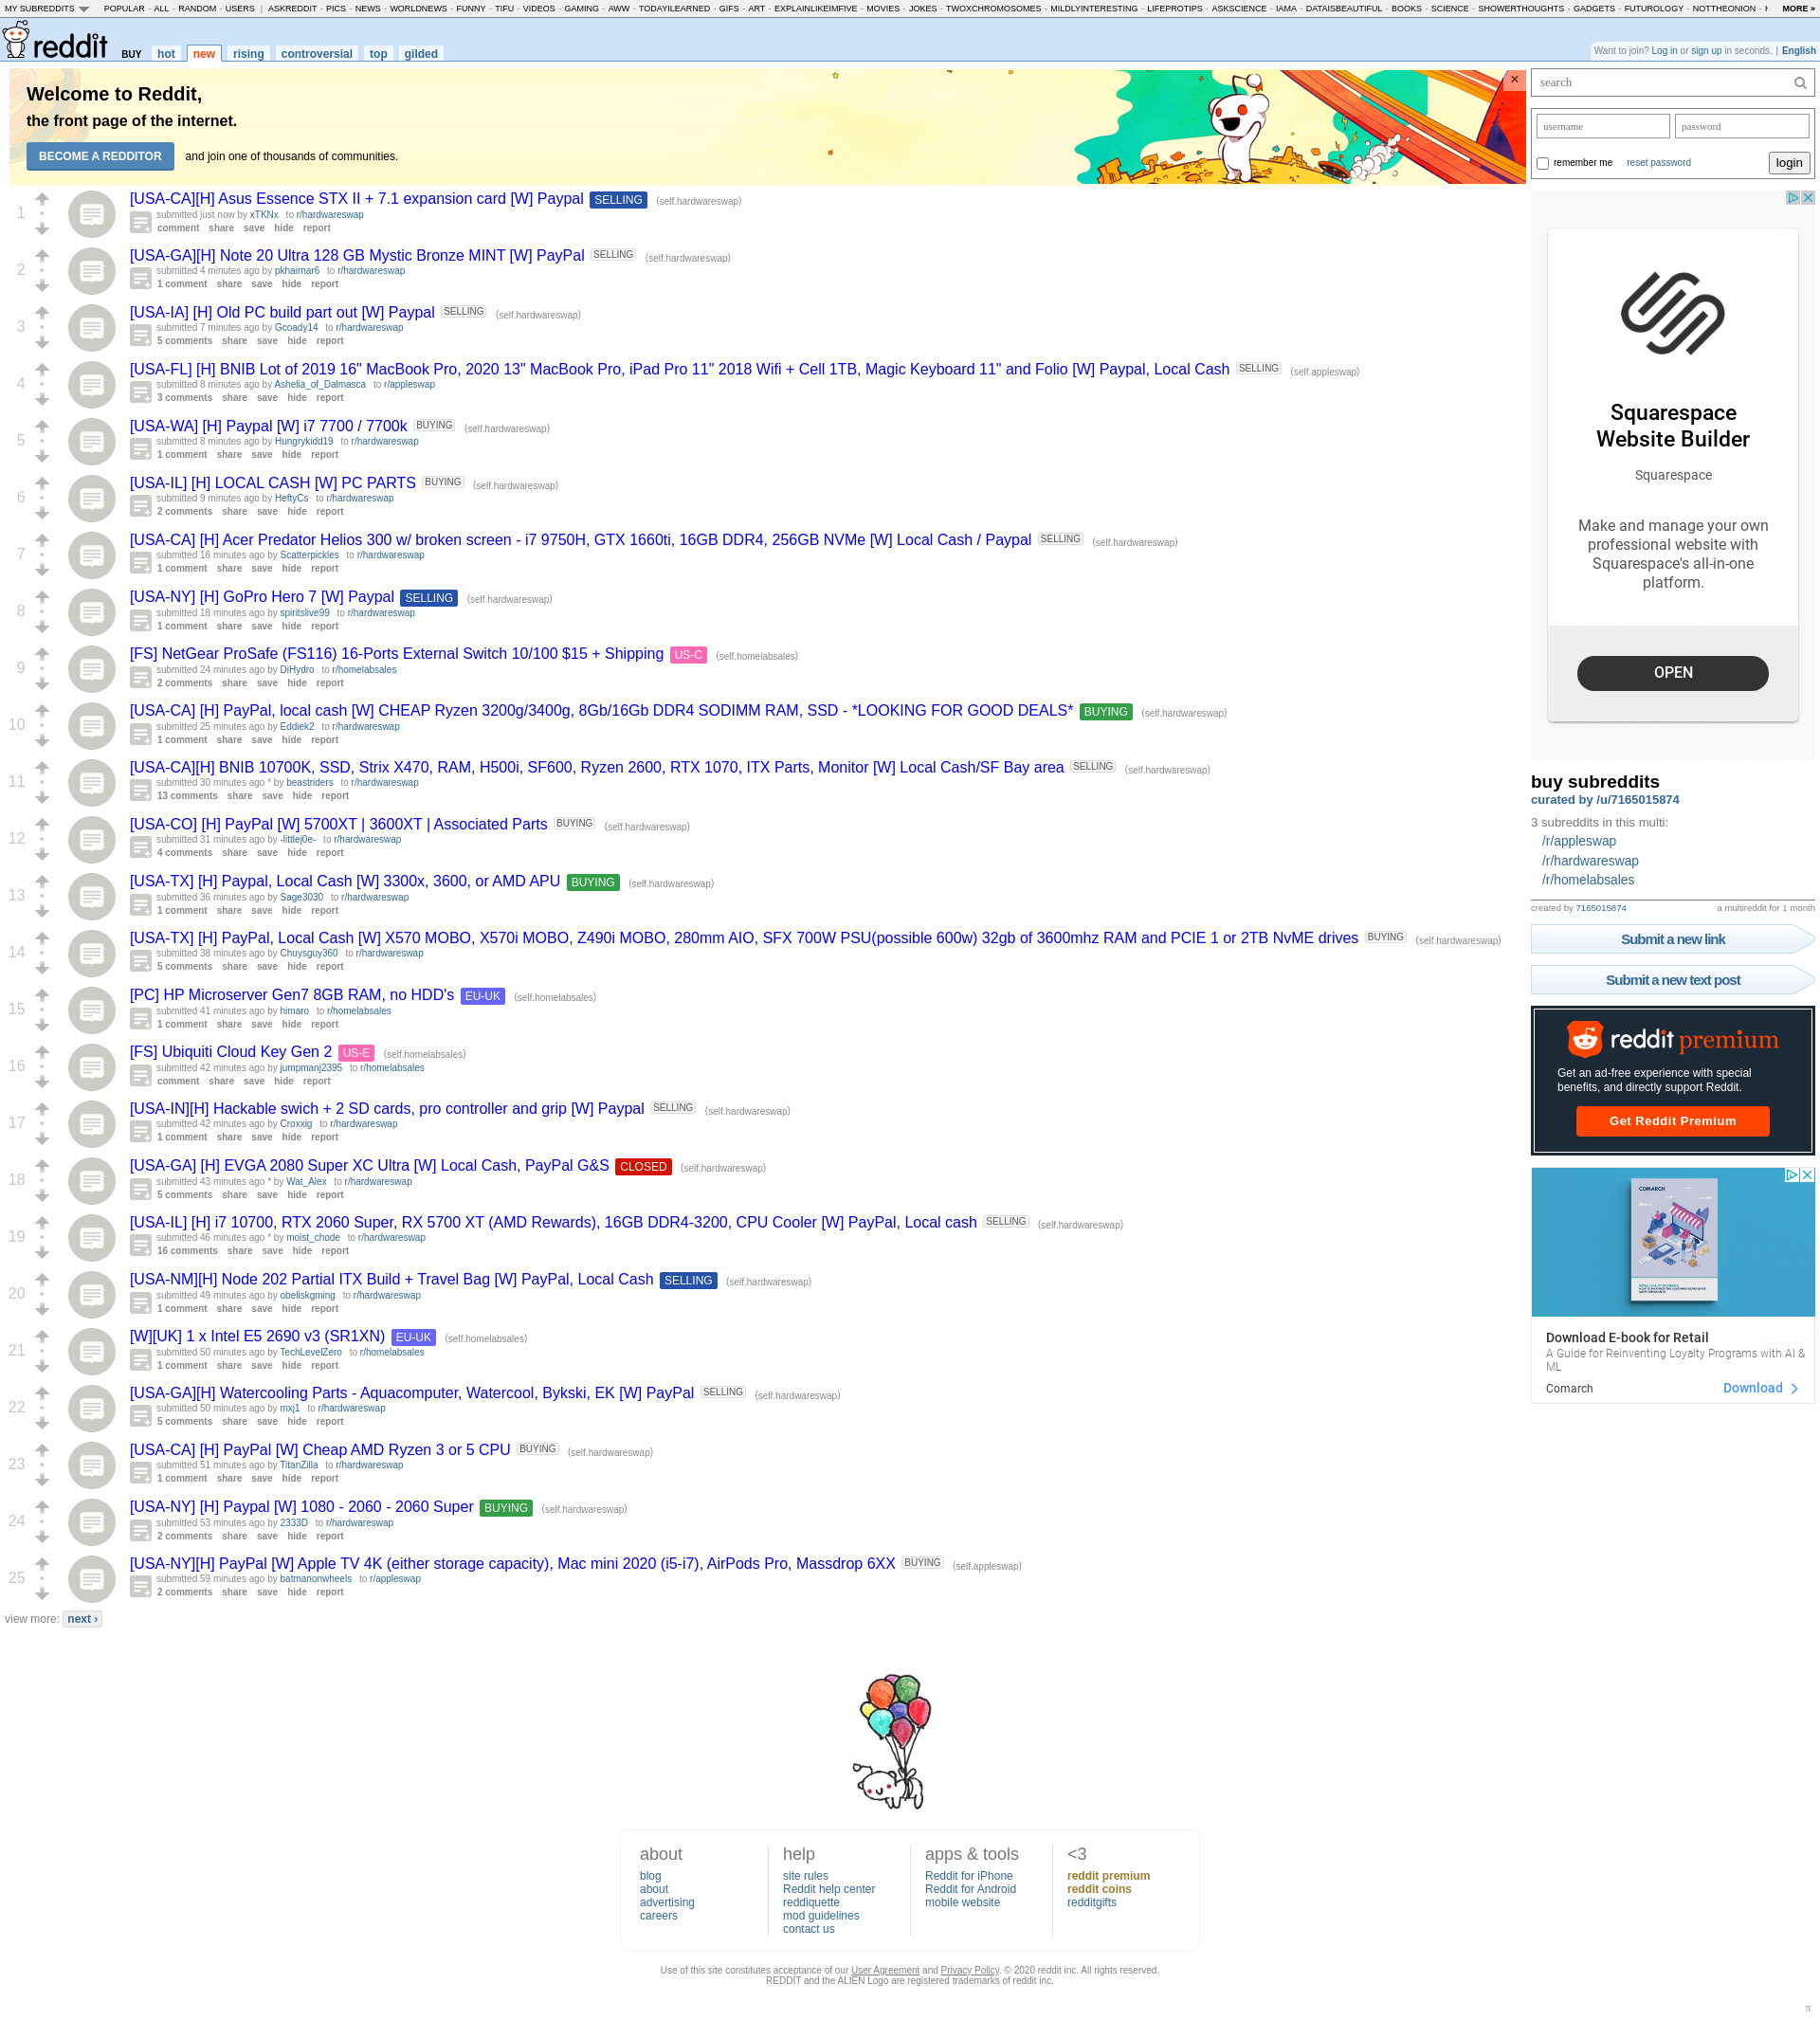 MY SUBREDDITS POPULAR - ALL - RANDOM - USERS | ASKREDDIT - PICS - NEWS - WORLDNEWS - FUNNY - TIFU - VIDEOS - GAMING - AWW - TODAYILEARNED - GIFS - ART - EXPLAINLIKEIMFIVE - MOVIES - JOKES - TWOXCHROMOSOMES - MILDLYINTERESTING - LIFEPROTIPS - ASKSCIENCE - IAMA - DATAISBEAUTIFUL - BOOKS - SCIENCE - SHOWERTHOUGHTS - GADGETS - FUTUROLOGY - NOTTHEONION - MORE »
reddit BUY hot new rising controversial top gilded
Want to join? Log in or sign up in seconds. | English
Welcome to Reddit,
the front page of the internet.
BECOME A REDDITOR and join one of thousands of communities.
×
1
[USA-CA][H] Asus Essence STX II + 7.1 expansion card [W] Paypal SELLING (self.hardwareswap)
submitted just now by xTKNx to r/hardwareswap
comment share save hide report
2
[USA-GA][H] Note 20 Ultra 128 GB Mystic Bronze MINT [W] PayPal SELLING (self.hardwareswap)
submitted 4 minutes ago by pkhairnar6 to r/hardwareswap
1 comment share save hide report
3
[USA-IA] [H] Old PC build part out [W] Paypal SELLING (self.hardwareswap)
submitted 7 minutes ago by Gcoady14 to r/hardwareswap
5 comments share save hide report
4
[USA-FL] [H] BNIB Lot of 2019 16" MacBook Pro, 2020 13" MacBook Pro, iPad Pro 11" 2018 Wifi + Cell 1TB, Magic Keyboard 11" and Folio [W] Paypal, Local Cash SELLING (self.appleswap)
submitted 8 minutes ago by Ashelia_of_Dalmasca to r/appleswap
3 comments share save hide report
5
[USA-WA] [H] Paypal [W] i7 7700 / 7700k BUYING (self.hardwareswap)
submitted 8 minutes ago by Hungrykidd19 to r/hardwareswap
1 comment share save hide report
6
[USA-IL] [H] LOCAL CASH [W] PC PARTS BUYING (self.hardwareswap)
submitted 9 minutes ago by HeftyCs to r/hardwareswap
2 comments share save hide report
7
[USA-CA] [H] Acer Predator Helios 300 w/ broken screen - i7 9750H, GTX 1660ti, 16GB DDR4, 256GB NVMe [W] Local Cash / Paypal SELLING (self.hardwareswap)
submitted 16 minutes ago by Scatterpickles to r/hardwareswap
1 comment share save hide report
8
[USA-NY] [H] GoPro Hero 7 [W] Paypal SELLING (self.hardwareswap)
submitted 18 minutes ago by spiritslive99 to r/hardwareswap
1 comment share save hide report
9
[FS] NetGear ProSafe (FS116) 16-Ports External Switch 10/100 $15 + Shipping US-C (self.homelabsales)
submitted 24 minutes ago by DiHydro to r/homelabsales
2 comments share save hide report
10
[USA-CA] [H] PayPal, local cash [W] CHEAP Ryzen 3200g/3400g, 8Gb/16Gb DDR4 SODIMM RAM, SSD - *LOOKING FOR GOOD DEALS* BUYING (self.hardwareswap)
submitted 25 minutes ago by Eddiek2 to r/hardwareswap
1 comment share save hide report
11
[USA-CA][H] BNIB 10700K, SSD, Strix X470, RAM, H500i, SF600, Ryzen 2600, RTX 1070, ITX Parts, Monitor [W] Local Cash/SF Bay area SELLING (self.hardwareswap)
submitted 30 minutes ago * by beastriders to r/hardwareswap
13 comments share save hide report
12
[USA-CO] [H] PayPal [W] 5700XT | 3600XT | Associated Parts BUYING (self.hardwareswap)
submitted 31 minutes ago by -littlej0e- to r/hardwareswap
4 comments share save hide report
13
[USA-TX] [H] Paypal, Local Cash [W] 3300x, 3600, or AMD APU BUYING (self.hardwareswap)
submitted 36 minutes ago by Sage3030 to r/hardwareswap
1 comment share save hide report
14
[USA-TX] [H] PayPal, Local Cash [W] X570 MOBO, X570i MOBO, Z490i MOBO, 280mm AIO, SFX 700W PSU(possible 600w) 32gb of 3600mhz RAM and PCIE 1 or 2TB NvME drives BUYING (self.hardwareswap)
submitted 38 minutes ago by Chuysguy360 to r/hardwareswap
5 comments share save hide report
15
[PC] HP Microserver Gen7 8GB RAM, no HDD's EU-UK (self.homelabsales)
submitted 41 minutes ago by himaro to r/homelabsales
1 comment share save hide report
16
[FS] Ubiquiti Cloud Key Gen 2 US-E (self.homelabsales)
submitted 42 minutes ago by jumpmanj2395 to r/homelabsales
comment share save hide report
17
[USA-IN][H] Hackable swich + 2 SD cards, pro controller and grip [W] Paypal SELLING (self.hardwareswap)
submitted 42 minutes ago by Croxxig to r/hardwareswap
1 comment share save hide report
18
[USA-GA] [H] EVGA 2080 Super XC Ultra [W] Local Cash, PayPal G&S CLOSED (self.hardwareswap)
submitted 43 minutes ago * by Wat_Alex to r/hardwareswap
5 comments share save hide report
19
[USA-IL] [H] i7 10700, RTX 2060 Super, RX 5700 XT (AMD Rewards), 16GB DDR4-3200, CPU Cooler [W] PayPal, Local cash SELLING (self.hardwareswap)
submitted 46 minutes ago * by moist_chode to r/hardwareswap
16 comments share save hide report
20
[USA-NM][H] Node 202 Partial ITX Build + Travel Bag [W] PayPal, Local Cash SELLING (self.hardwareswap)
submitted 49 minutes ago by obeliskgming to r/hardwareswap
1 comment share save hide report
21
[W][UK] 1 x Intel E5 2690 v3 (SR1XN) EU-UK (self.homelabsales)
submitted 50 minutes ago by TechLevelZero to r/homelabsales
1 comment share save hide report
22
[USA-GA][H] Watercooling Parts - Aquacomputer, Watercool, Bykski, EK [W] PayPal SELLING (self.hardwareswap)
submitted 50 minutes ago by mxj1 to r/hardwareswap
5 comments share save hide report
23
[USA-CA] [H] PayPal [W] Cheap AMD Ryzen 3 or 5 CPU BUYING (self.hardwareswap)
submitted 51 minutes ago by TitanZilla to r/hardwareswap
1 comment share save hide report
24
[USA-NY] [H] Paypal [W] 1080 - 2060 - 2060 Super BUYING (self.hardwareswap)
submitted 53 minutes ago by 2333D to r/hardwareswap
2 comments share save hide report
25
[USA-NY][H] PayPal [W] Apple TV 4K (either storage capacity), Mac mini 2020 (i5-i7), AirPods Pro, Massdrop 6XX BUYING (self.appleswap)
submitted 59 minutes ago by batmanonwheels to r/appleswap
2 comments share save hide report
view more: next ›
search
username password
remember me reset password login
Squarespace
Website Builder
Squarespace
Make and manage your own
professional website with
Squarespace's all-in-one
platform.
OPEN
buy subreddits
curated by /u/7165015874
3 subreddits in this multi:
/r/appleswap
/r/hardwareswap
/r/homelabsales
created by 7165015874 a multireddit for 1 month
Submit a new link
Submit a new text post
reddit premium
Get an ad-free experience with special
benefits, and directly support Reddit.
Get Reddit Premium
COMARCH
Download E-book for Retail
A Guide for Reinventing Loyalty Programs with AI &
ML
Comarch Download
about
blog
about
advertising
careers
help
site rules
Reddit help center
reddiquette
mod guidelines
contact us
apps & tools
Reddit for iPhone
Reddit for Android
mobile website
<3
reddit premium
reddit coins
redditgifts
Use of this site constitutes acceptance of our User Agreement and Privacy Policy. © 2020 reddit inc. All rights reserved.
REDDIT and the ALIEN Logo are registered trademarks of reddit inc.
π